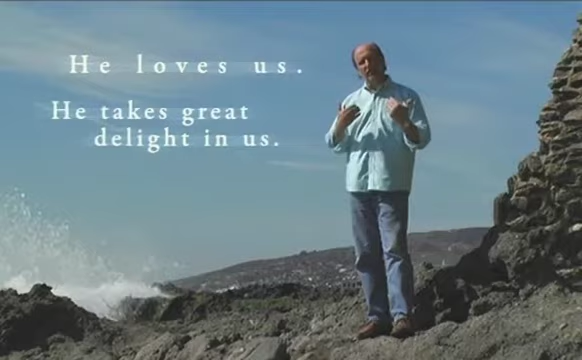 He loves us.
He takes great
delight in us.